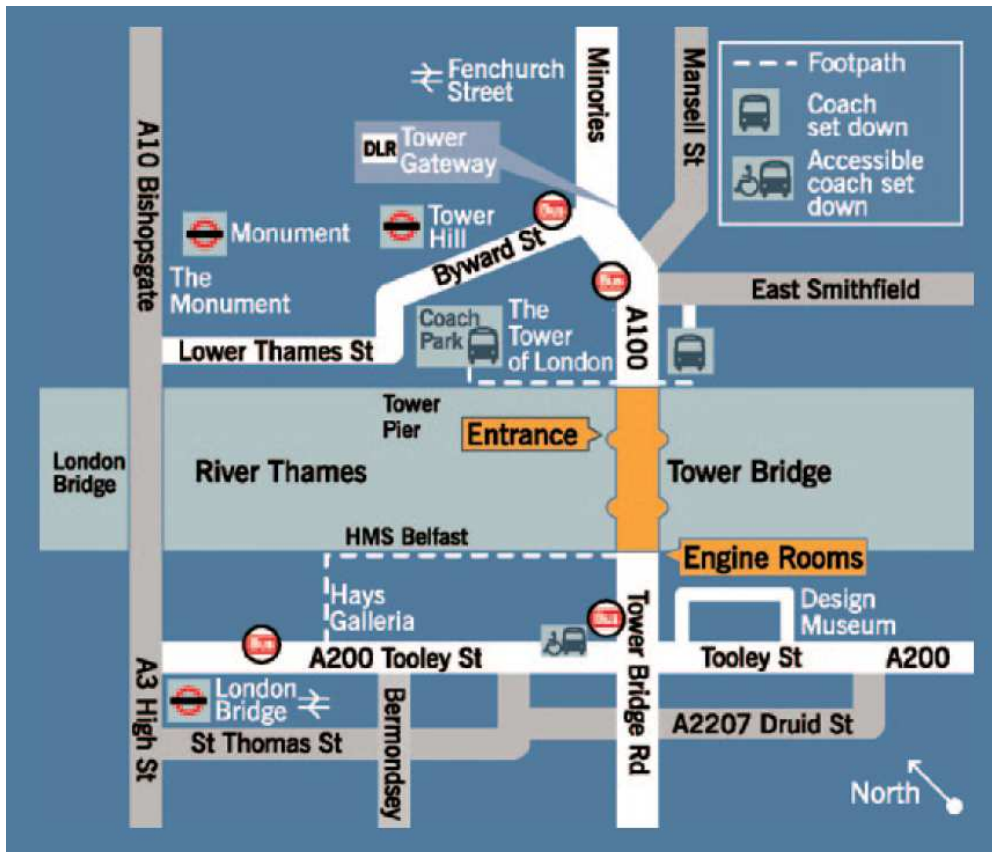 Minories
Mansell St
Footpath
Coach
set down
Accessible
coach set
down
Fenchurch
Street
DLR Tower
Gateway
A10 Bishopsgate
Monument
The
Monument
Tower
Hill
Bus
Byward St
Bus
A100
East Smithfield
Lower Thames St
Coach
Park
The
Tower
of London
Tower
Pier
Entrance
London
Bridge
River Thames
Tower Bridge
HMS Belfast
Engine Rooms
Hays
Galleria
Bus
Bus
Tower Bridge Rd
Design
Museum
A200 Tooley St
Tooley St
A200
A3 High St
London
Bridge
St Thomas St
Bermondsey
A2207 Druid St
North